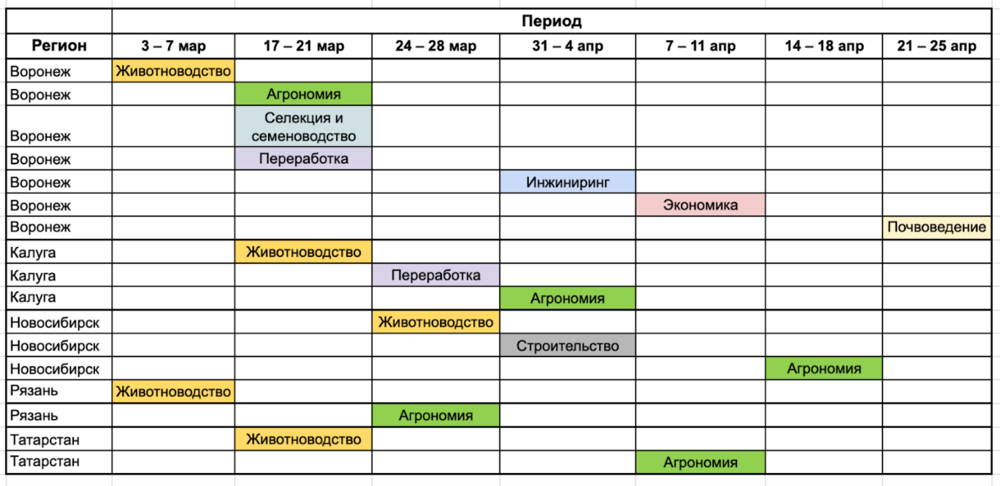 Период
Регион 3 – 7 мар 17 – 21 мар 24 – 28 мар 31 – 4 апр 7 – 11 апр 14 – 18 апр 21 – 25 апр
Воронеж Животноводство
Воронеж Агрономия
Селекция и
Воронеж семеноводство
Воронеж Переработка
Воронеж Инжиниринг
Воронеж Экономика
Воронеж Почвоведение
Калуга Животноводство
Калуга Переработка
Калуга Агрономия
Новосибирск Животноводство
Новосибирск Строительство
Новосибирск Агрономия
Рязань Животноводство
Рязань Агрономия
Татарстан Животноводство
Татарстан Агрономия